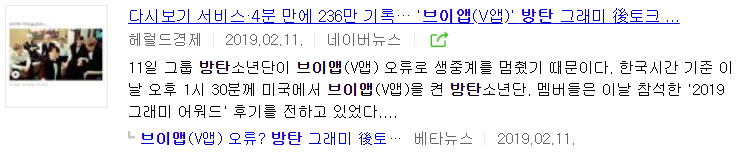 다시보기 서비스·4분 만에 236만 기록… '브이앱(V앱)' 방탄 그래미 後토크 ...
헤럴드경제 2019.02.11. 네이버뉴스
11일 그룹 방탄소년단이 브이앱(V앱) 오류로 생중계를 멈췄기 때문이다. 한국시간 기준 이
날 오후 1시 30분께 미국에서 브이앱(V앱)을 켠 방탄소년단. 멤버들은 이날 참석한 '2019
그래미 어워드' 후기를 전하고 있었다....
브이앱(V앱) 오류? 방탄 그래미 後토… 베타뉴스 2019.02.11.